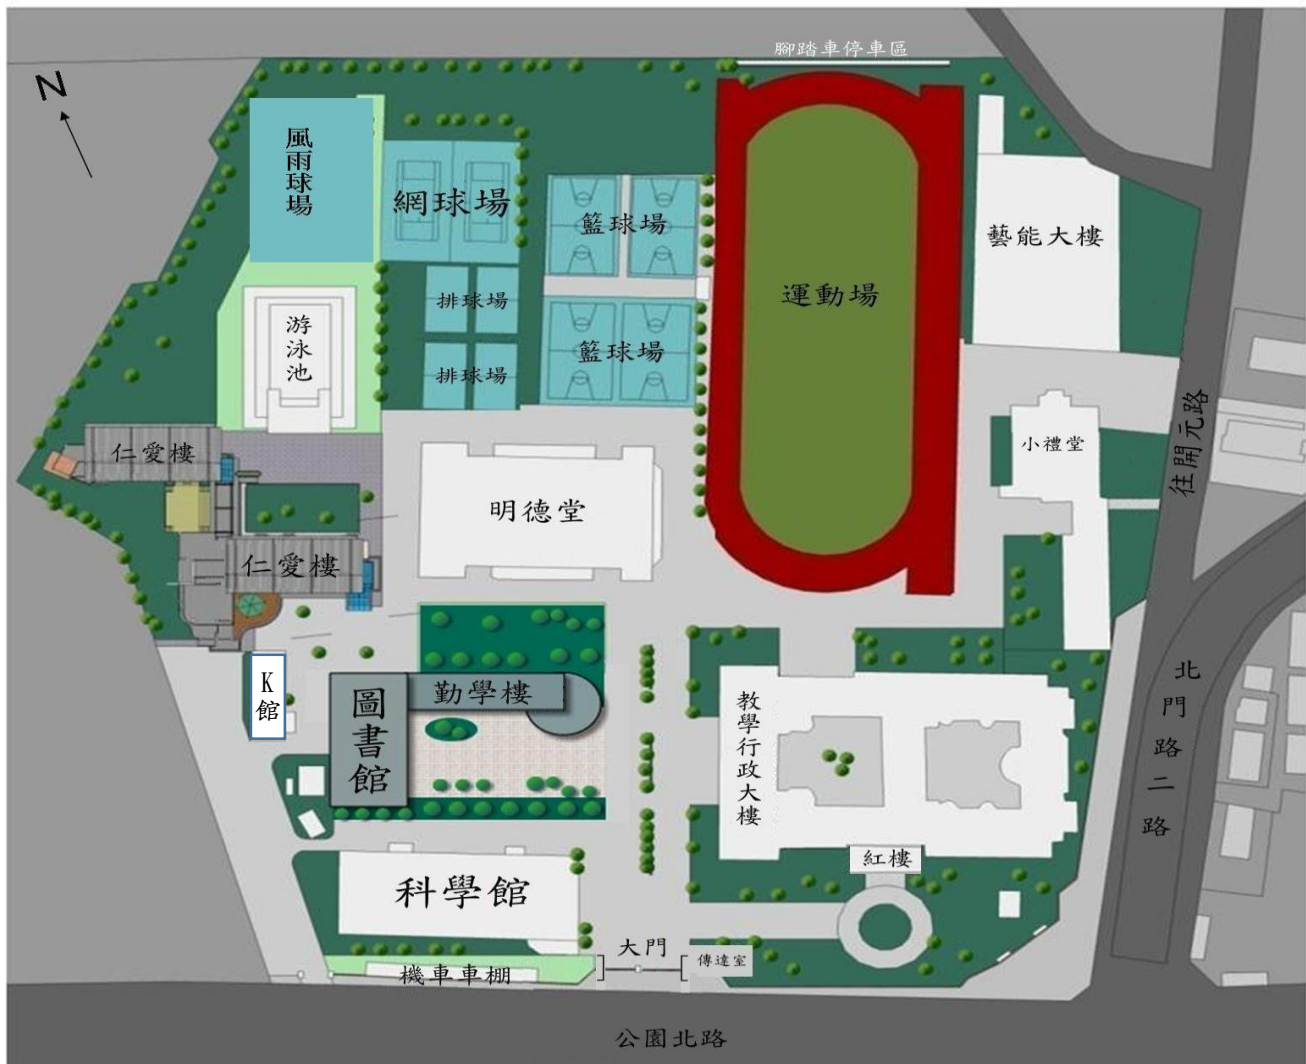 腳踏車停車區
N
風雨球場
網球場
籃球場
藝能大樓
運動場
排球場
游泳池
籃球場
排球場
往開元路
仁愛樓
小禮堂
明德堂
仁愛樓
北門路二路
K館
圖書館
勤學樓
教學行政大樓
紅樓
科學館
大門
傳達室
機車車棚
公園北路